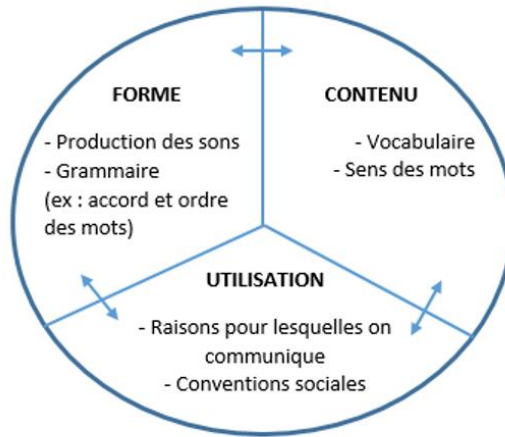 FORME
- Production des sons
- Grammaire
(ex : accord et ordre
des mots)
CONTENU
- Vocabulaire
- Sens des mots
UTILISATION
- Raisons pour lesquelles on
communique
- Conventions sociales